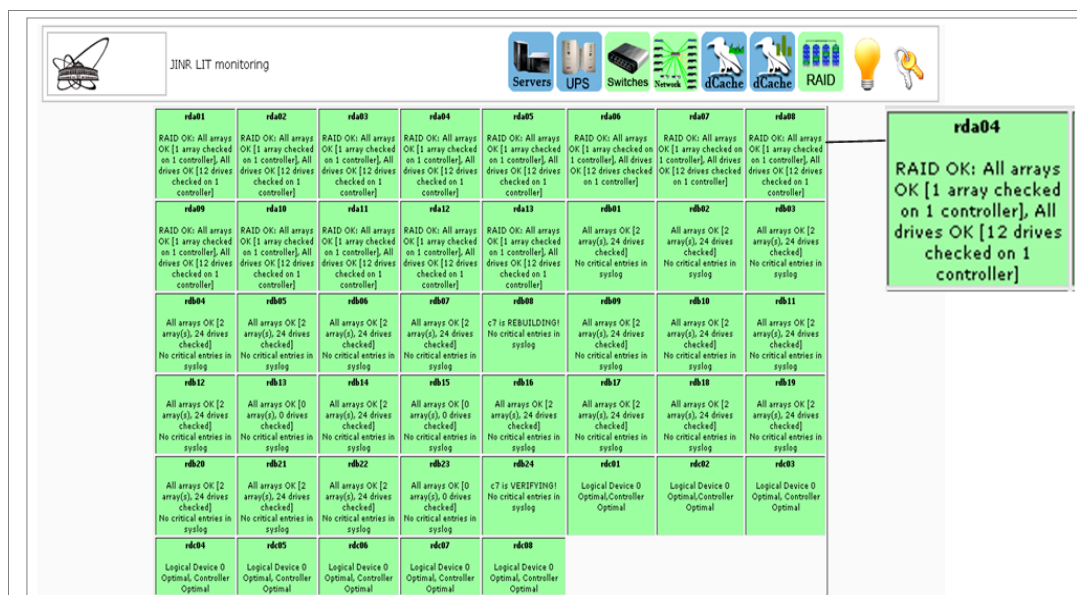 JINR LIT monitoring
Servers
UPS
Switches
Network
dCache
dCache
RAID
rda01
RAID OK: All arrays
OK [1 array checked
on 1 controller], All
drives OK [12 drives
checked on 1
controller]
rda02
RAID OK: All arrays
OK [1 array checked
on 1 controller], All
drives OK [12 drives
checked on 1
controller]
rda03
RAID OK: All arrays
OK [1 array checked
on 1 controller], All
drives OK [12 drives
checked on 1
controller]
rda04
RAID OK: All arrays
OK [1 array checked
on 1 controller], All
drives OK [12 drives
checked on 1
controller]
rda05
RAID OK: All arrays
OK [1 array checked
on 1 controller], All
drives OK [12 drives
checked on 1
controller]
rda06
RAID OK: All arrays
OK [1 array checked on
1 controller], All drives
OK [12 drives checked
on 1 controller]
rda07
RAID OK: All arrays
OK [1 array checked on
1 controller], All drives
OK [12 drives checked
on 1 controller]
rda08
RAID OK: All arrays
OK [1 array checked
on 1 controller], All
drives OK [12 drives
checked on 1
controller]
rda04
RAID OK: All arrays
OK [1 array checked
on 1 controller], All
drives OK [12 drives
checked on 1
controller]
rda09
RAID OK: All arrays
OK [1 array checked
on 1 controller], All
drives OK [12 drives
checked on 1
controller]
rda10
RAID OK: All arrays
OK [1 array checked
on 1 controller], All
drives OK [12 drives
checked on 1
controller]
rda11
RAID OK: All arrays
OK [1 array checked
on 1 controller], All
drives OK [12 drives
checked on 1
controller]
rda12
RAID OK: All arrays
OK [1 array checked
on 1 controller], All
drives OK [12 drives
checked on 1
controller]
rda13
RAID OK: All arrays
OK [1 array checked
on 1 controller], All
drives OK [12 drives
checked on 1
controller]
rdb01
All arrays OK [2
array(s), 24 drives
checked]
No critical entries in
syslog
rdb02
All arrays OK [2
array(s), 24 drives
checked]
No critical entries in
syslog
rdb03
All arrays OK [2
array(s), 24 drives
checked]
No critical entries in
syslog
rdb04
All arrays OK [2
array(s), 24 drives
checked]
No critical entries in
syslog
rdb05
All arrays OK [2
array(s), 24 drives
checked]
No critical entries in
syslog
rdb06
All arrays OK [2
array(s), 24 drives
checked]
No critical entries in
syslog
rdb07
All arrays OK [2
array(s), 24 drives
checked]
No critical entries in
syslog
rdb08
c7 is REBUILDING!
No critical entries in
syslog
rdb09
All arrays OK [2
array(s), 24 drives
checked]
No critical entries in
syslog
rdb10
All arrays OK [2
array(s), 24 drives
checked]
No critical entries in
syslog
rdb11
All arrays OK [2
array(s), 24 drives
checked]
No critical entries in
syslog
rdb12
All arrays OK [2
array(s), 24 drives
checked]
No critical entries in
syslog
rdb13
All arrays OK [0
array(s), 0 drives
checked]
No critical entries in
syslog
rdb14
All arrays OK [2
array(s), 24 drives
checked]
No critical entries in
syslog
rdb15
All arrays OK [0
array(s), 0 drives
checked]
No critical entries in
syslog
rdb16
All arrays OK [2
array(s), 24 drives
checked]
No critical entries in
syslog
rdb17
All arrays OK [2
array(s), 24 drives
checked]
No critical entries in
syslog
rdb18
All arrays OK [2
array(s), 24 drives
checked]
No critical entries in
syslog
rdb19
All arrays OK [2
array(s), 24 drives
checked]
No critical entries in
syslog
rdb20
All arrays OK [2
array(s), 24 drives
checked]
No critical entries in
syslog
rdb21
All arrays OK [2
array(s), 24 drives
checked]
No critical entries in
syslog
rdb22
All arrays OK [2
array(s), 24 drives
checked]
No critical entries in
syslog
rdb23
All arrays OK [0
array(s), 0 drives
checked]
No critical entries in
syslog
rdb24
c7 is VERIFYING!
No critical entries in
syslog
rdc01
Logical Device 0
Optimal,Controller
Optimal
rdc02
Logical Device 0
Optimal,Controller
Optimal
rdc03
Logical Device 0
Optimal, Controller
Optimal
rdc04
Logical Device 0
Optimal, Controller
Optimal
rdc05
Logical Device 0
Optimal, Controller
Optimal
rdc06
Logical Device 0
Optimal, Controller
Optimal
rdc07
Logical Device 0
Optimal, Controller
Optimal
rdc08
Logical Device 0
Optimal, Controller
Optimal